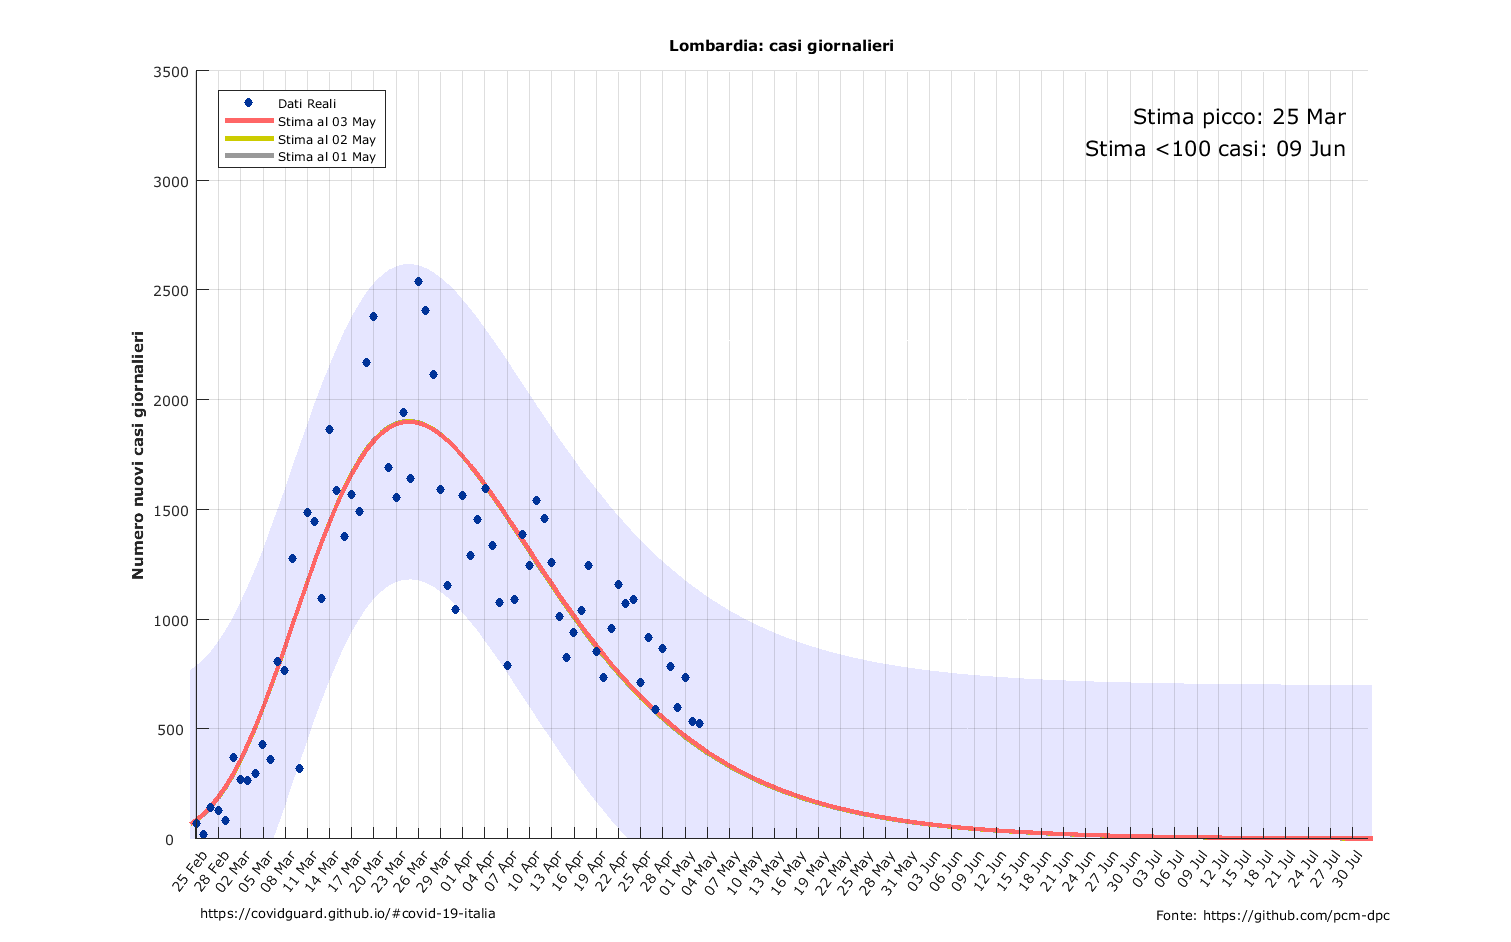 Lombardia: casi giornalieri
3500
3000
2500
2000
1500
1000
500
0
Numero nuovi casi giornalieri
Dati Reali
Stima al 03 May
Stima al 02 May
Stima al 01 May
Stima picco: 25 Mar
Stima <100 casi: 09 Jun
25 Feb
28 Feb
02 Mar
05 Mar
08 Mar
11 Mar
14 Mar
17 Mar
20 Mar
23 Mar
26 Mar
29 Mar
01 Apr
04 Apr
07 Apr
10 Apr
13 Apr
16 Apr
19 Apr
22 Apr
25 Apr
28 Apr
01 May
04 May
07 May
10 May
13 May
16 May
19 May
22 May
25 May
28 May
31 May
03 Jun
06 Jun
09 Jun
12 Jun
15 Jun
18 Jun
21 Jun
24 Jun
27 Jun
30 Jun
03 Jul
06 Jul
09 Jul
12 Jul
15 Jul
18 Jul
21 Jul
24 Jul
27 Jul
30 Jul
https://covidguard.github.io/#covid-19-italia
Fonte: https://github.com/pcm-dpc